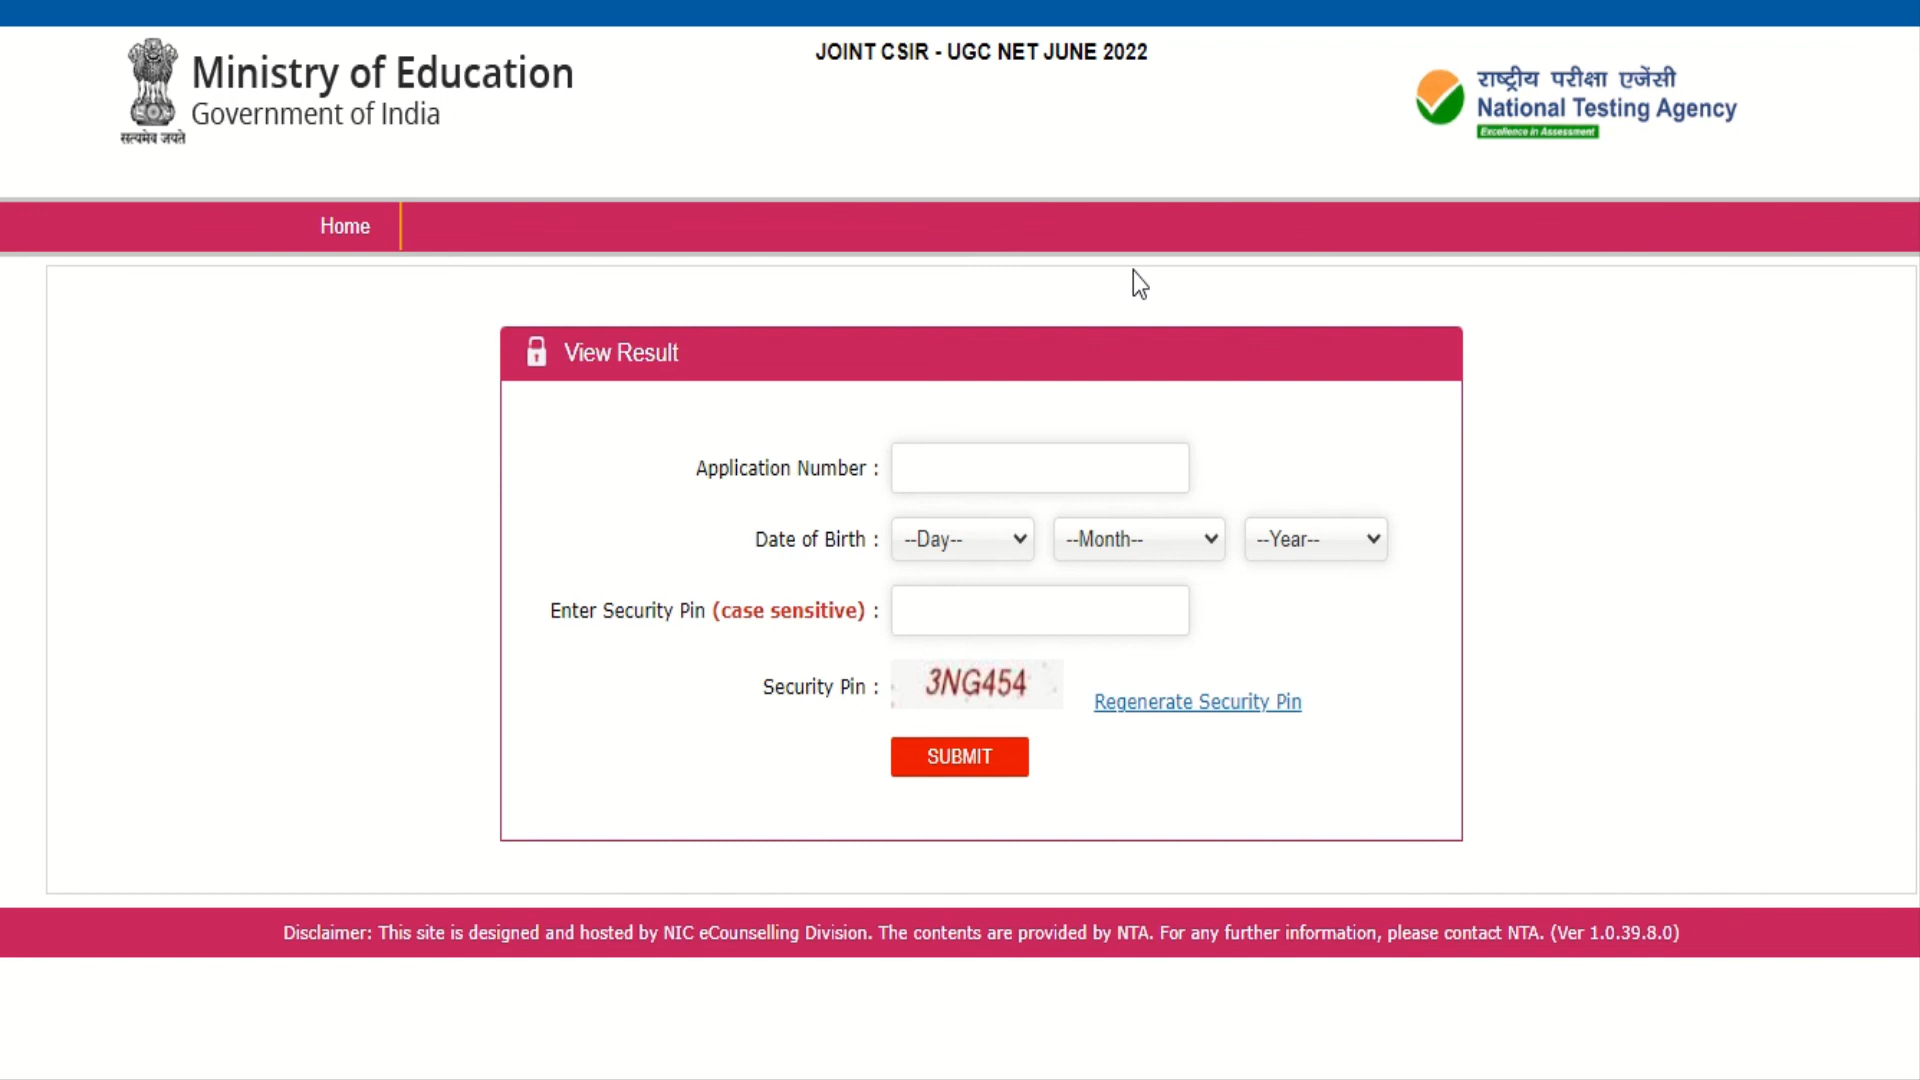 JOINT CSIR - UGC NET JUNE 2022
Ministry of Education
Government of India
सत्यमेव जयते
राष्ट्रीय परीक्षा एजेंसी
National Testing Agency
Excellence in Assessment
Home
View Result
Application Number :
Date of Birth : --Day-- --Month-- --Year--
Enter Security Pin (case sensitive) :
Security Pin : 3NG454 Regenerate Security Pin
SUBMIT
Disclaimer: This site is designed and hosted by NIC eCounselling Division. The contents are provided by NTA. For any further information, please contact NTA. (Ver 1.0.39.8.0)